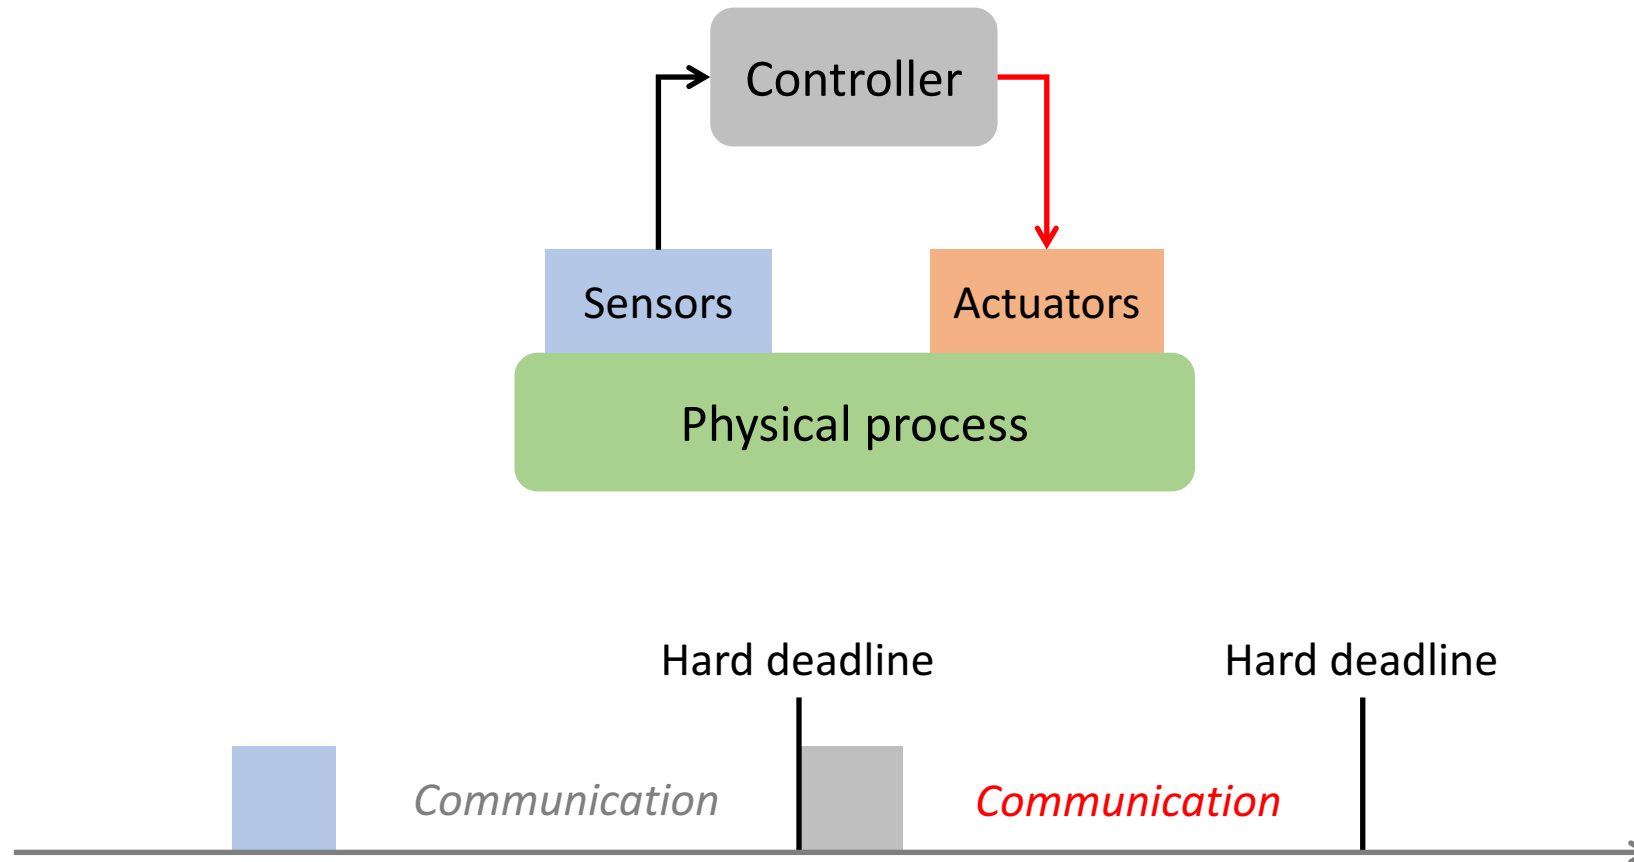 Controller
Sensors
Actuators
Physical process
Hard deadline
Hard deadline
Communication
Communication